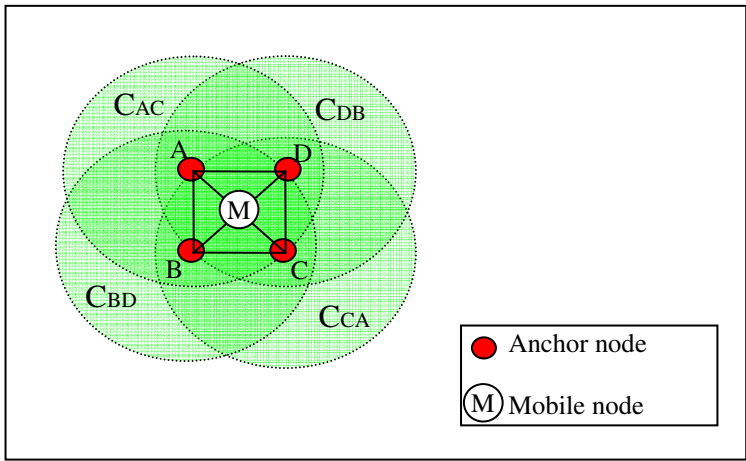 CAC
CDB
A
D
M
B
C
CBD
CCA
Anchor node
M Mobile node